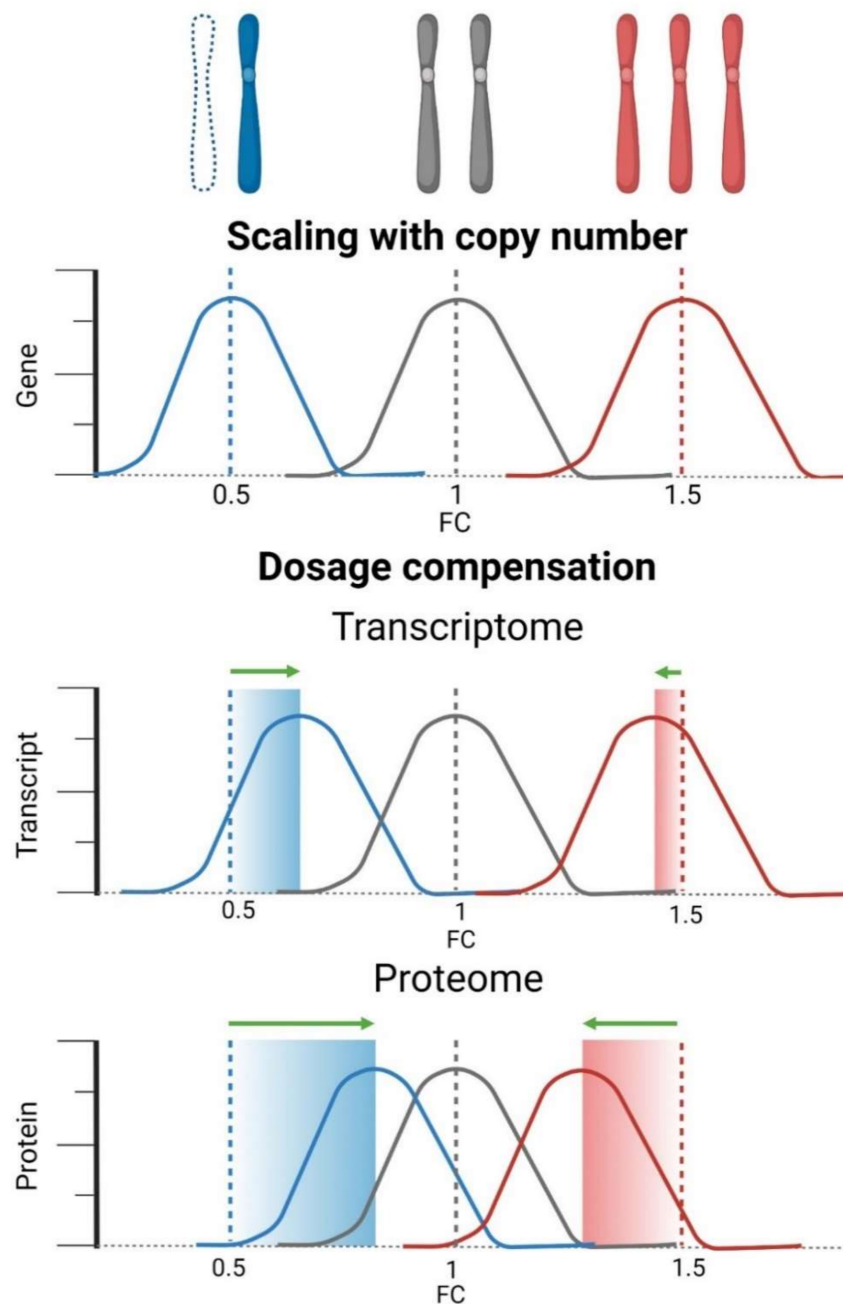 Scaling with copy number
Gene
0.5
1
1.5
FC
Dosage compensation
Transcriptome
Transcript
0.5
1
1.5
FC
Proteome
Protein
0.5
1
1.5
FC